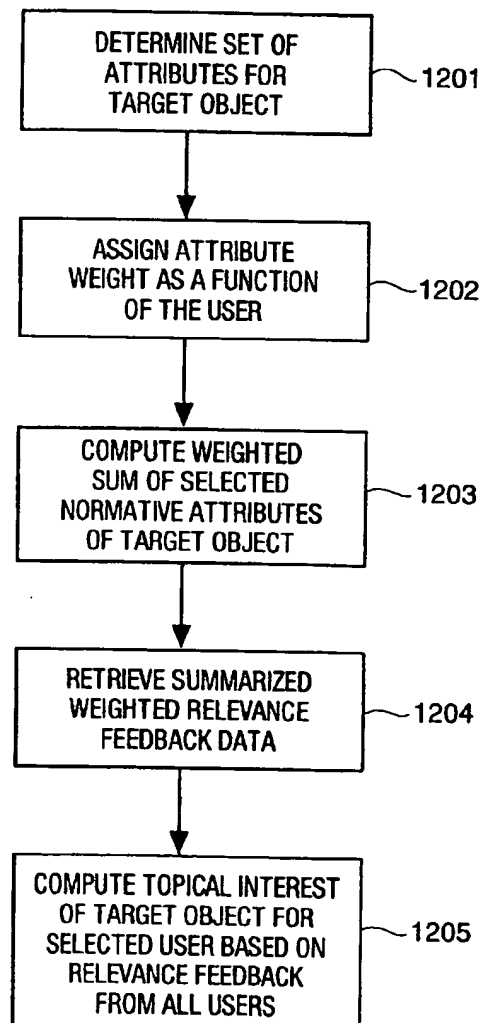 DETERMINE SET OF
ATTRIBUTES FOR
TARGET OBJECT
1201
ASSIGN ATTRIBUTE
WEIGHT AS A FUNCTION
OF THE USER
1202
COMPUTE WEIGHTED
SUM OF SELECTED
NORMATIVE ATTRIBUTES
OF TARGET OBJECT
1203
RETRIEVE SUMMARIZED
WEIGHTED RELEVANCE
FEEDBACK DATA
1204
COMPUTE TOPICAL INTEREST
OF TARGET OBJECT FOR
SELECTED USER BASED ON
RELEVANCE FEEDBACK
FROM ALL USERS
1205